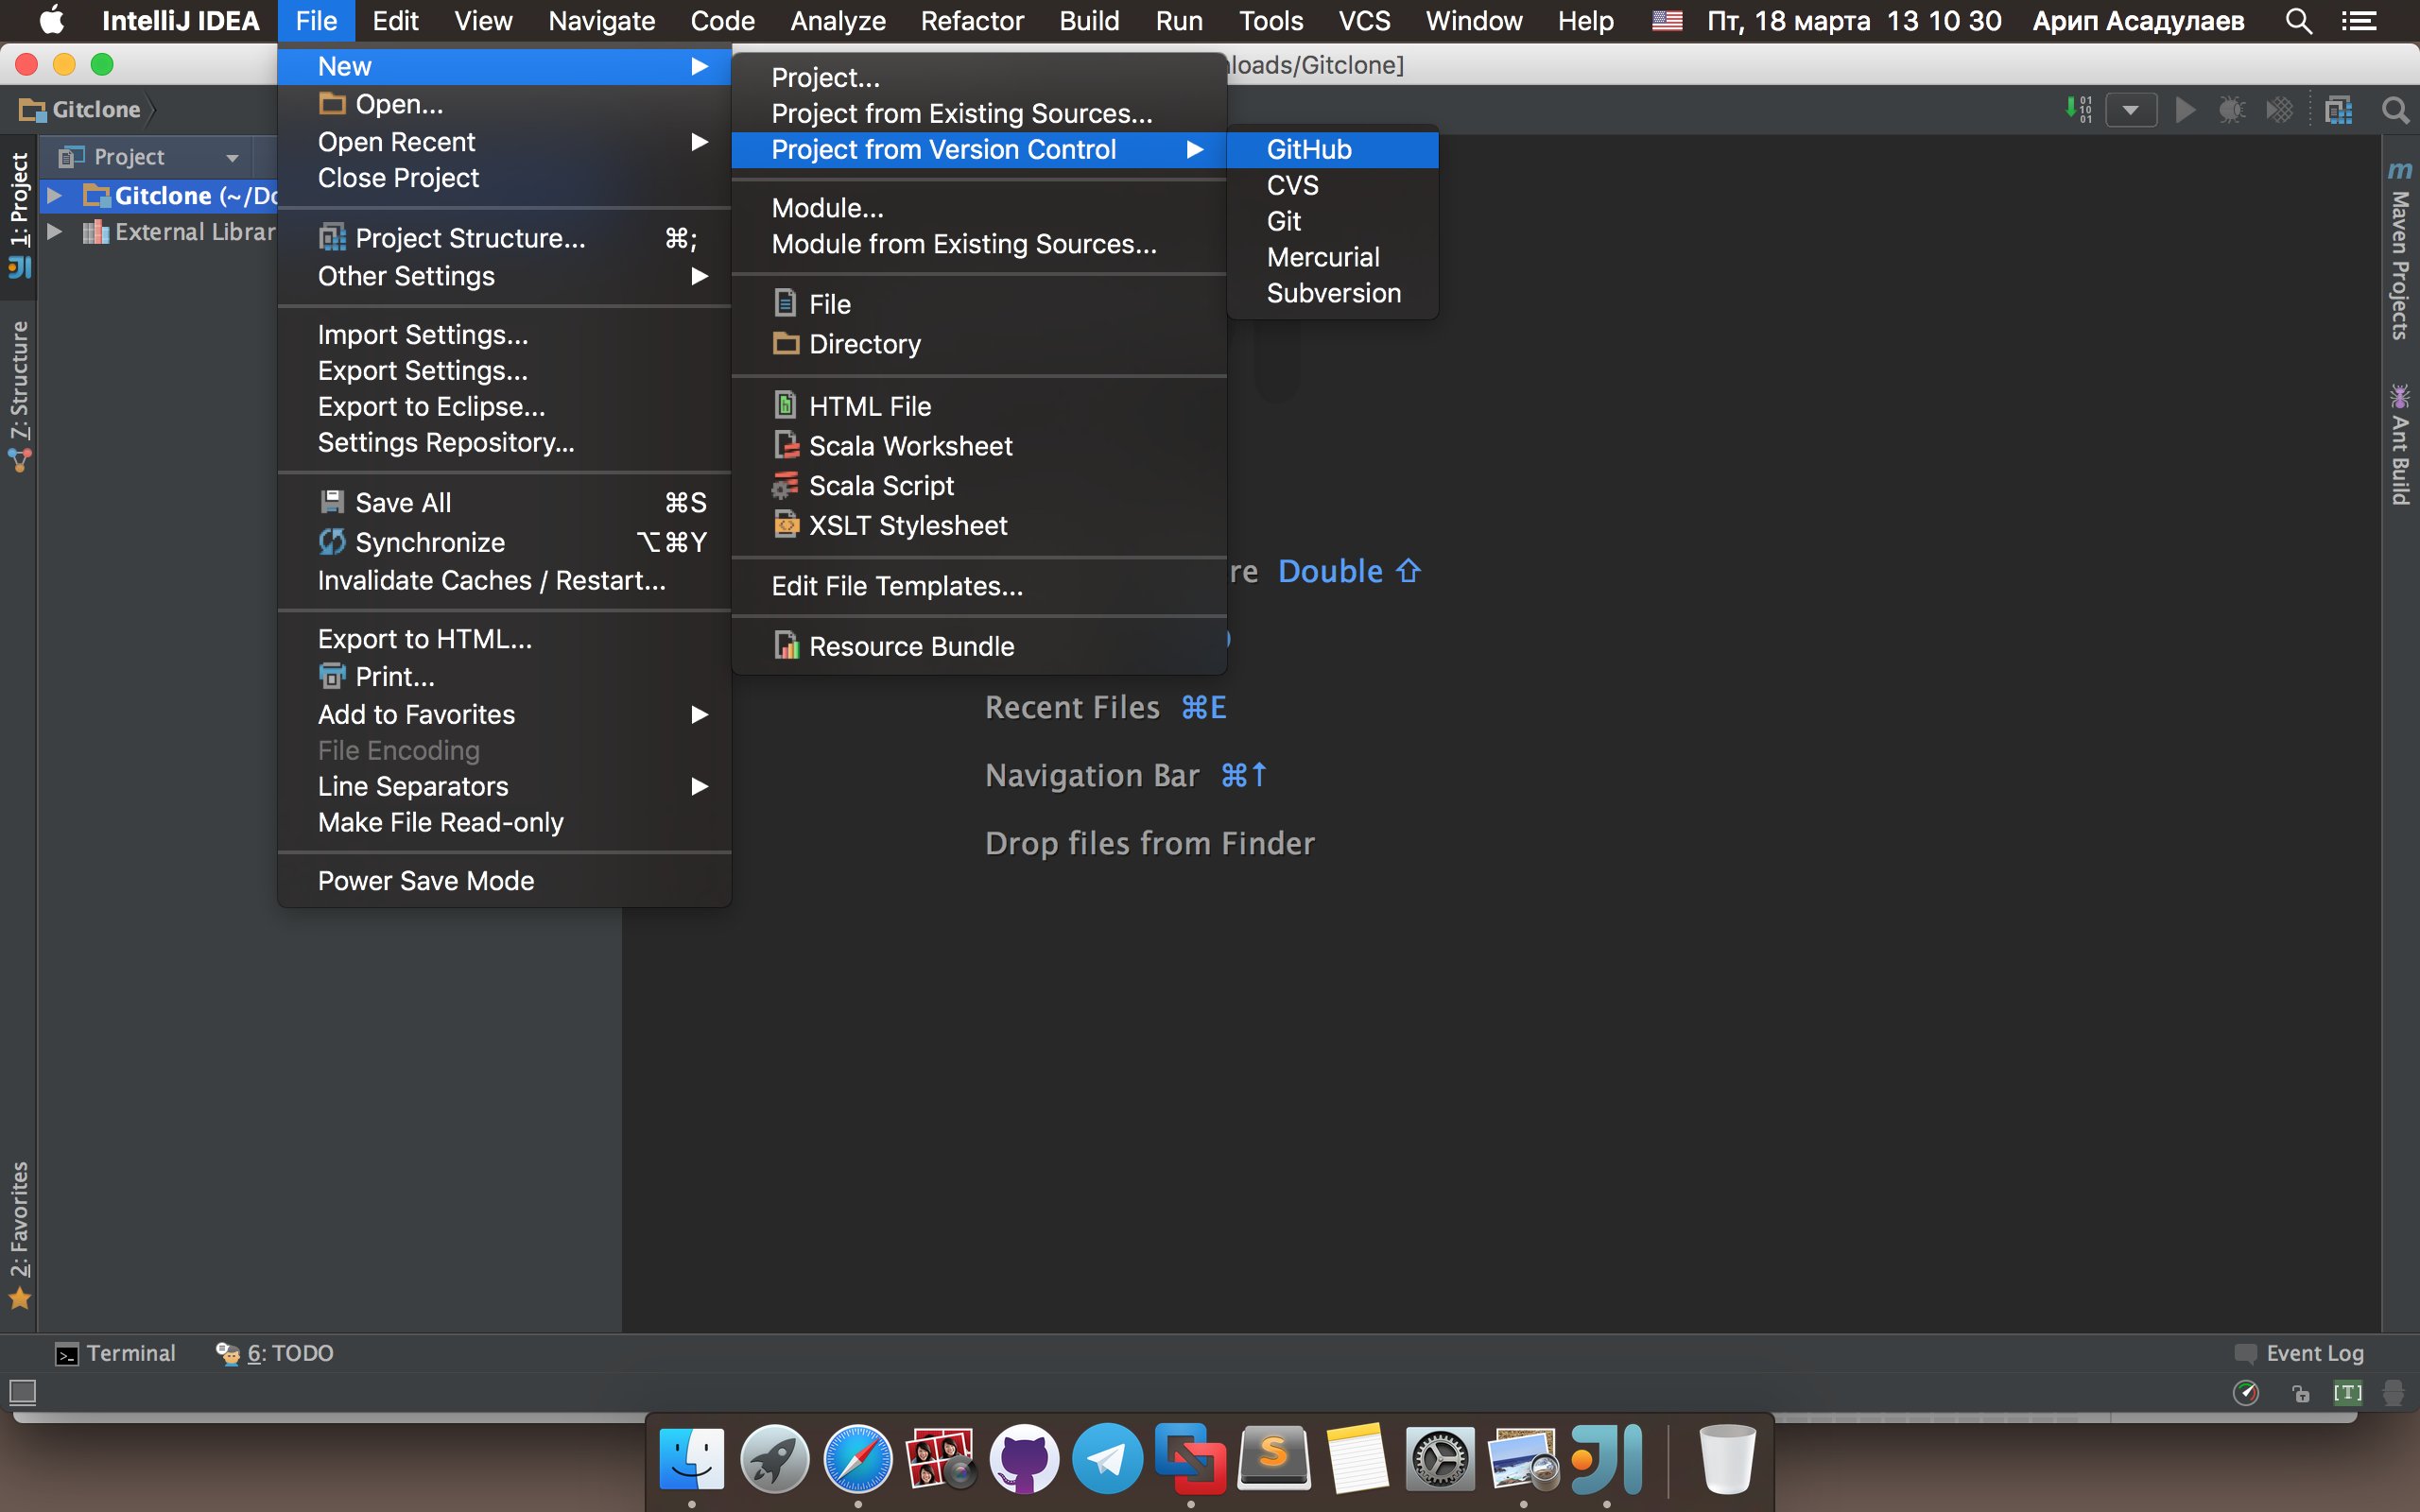 IntelliJ IDEA File Edit View Navigate Code Analyze Refactor Build Run Tools VCS Window Help Пт, 18 марта 13 10 30 Арип Асадулаев
loads/Gitclone]
Gitclone
Project
Gitclone (~/Do
External Librar
1: Project
7: Structure
2: Favorites
New
Open...
Open Recent
Close Project
Project Structure... ⌘;
Other Settings
Import Settings...
Export Settings...
Export to Eclipse...
Settings Repository...
Save All ⌘S
Synchronize ⌥⌘Y
Invalidate Caches / Restart...
Export to HTML...
Print...
Add to Favorites
File Encoding
Line Separators
Make File Read-only
Power Save Mode
Project...
Project from Existing Sources...
Project from Version Control
Module...
Module from Existing Sources...
File
Directory
HTML File
Scala Worksheet
Scala Script
XSLT Stylesheet
Edit File Templates...
Resource Bundle
GitHub
CVS
Git
Mercurial
Subversion
re Double ⇧
Recent Files ⌘E
Navigation Bar ⌘↑
Drop files from Finder
m Maven Projects
Ant Build
Terminal
6: TODO
Event Log
[T]